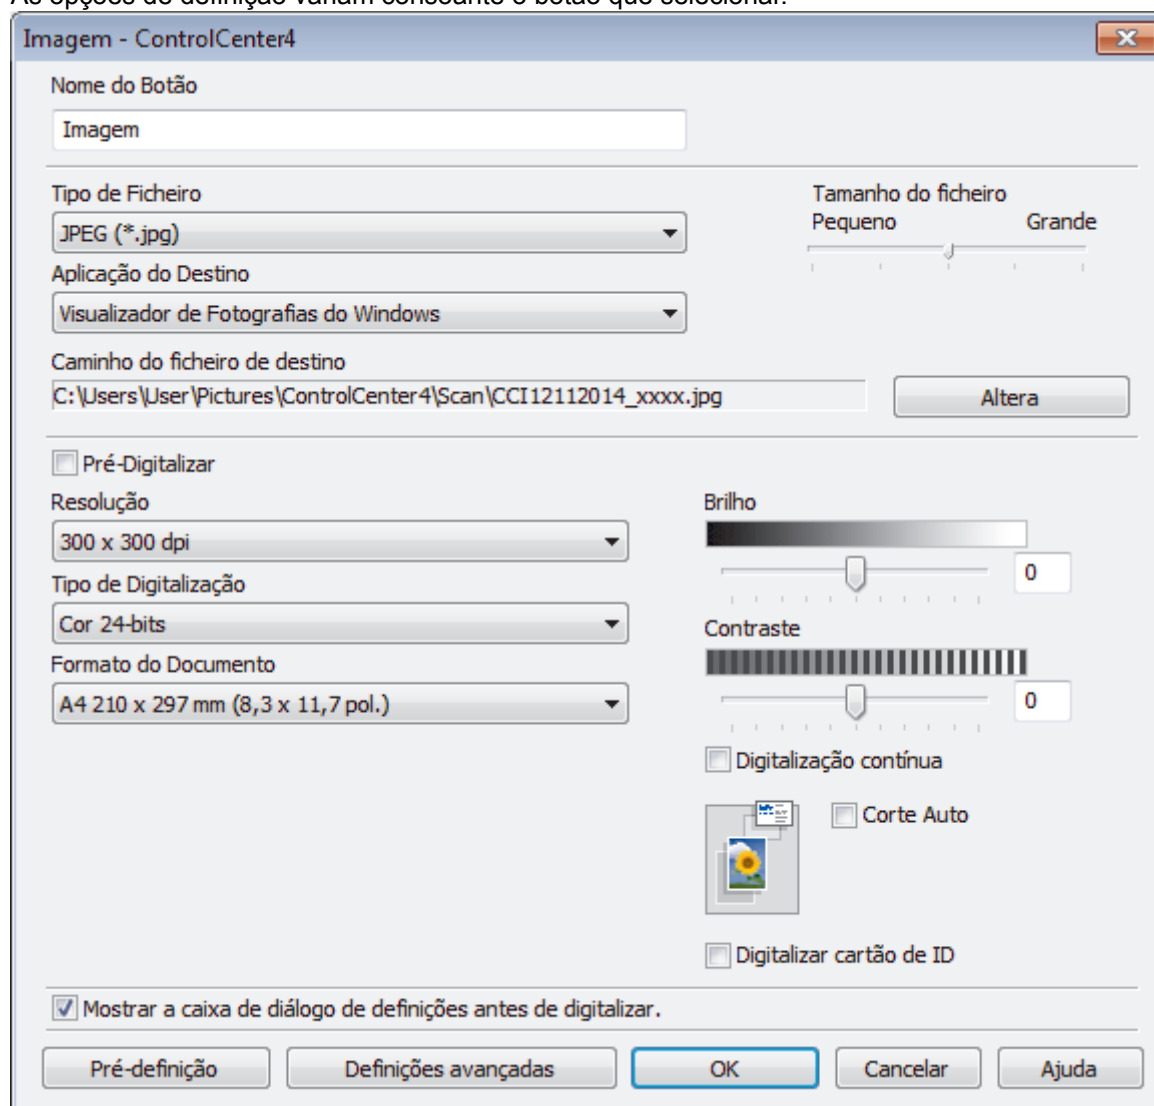 As opções de definição variam consoante o botão que selecionar.
Imagem - ControlCenter4
Nome do Botão
Imagem
Tipo de Ficheiro
JPEG (*.jpg)
Tamanho do ficheiro
Pequeno Grande
Aplicação do Destino
Visualizador de Fotografias do Windows
Caminho do ficheiro de destino
C:\Users\User\Pictures\ControlCenter4\Scan\CCI12112014_xxxx.jpg
Altera
Pré-Digitalizar
Resolução
300 x 300 dpi
Tipo de Digitalização
Cor 24-bits
Formato do Documento
A4 210 x 297 mm (8,3 x 11,7 pol.)
Brilho
0
Contraste
0
Digitalização contínua
Corte Auto
Digitalizar cartão de ID
Mostrar a caixa de diálogo de definições antes de digitalizar.
Pré-definição Definições avançadas OK Cancelar Ajuda